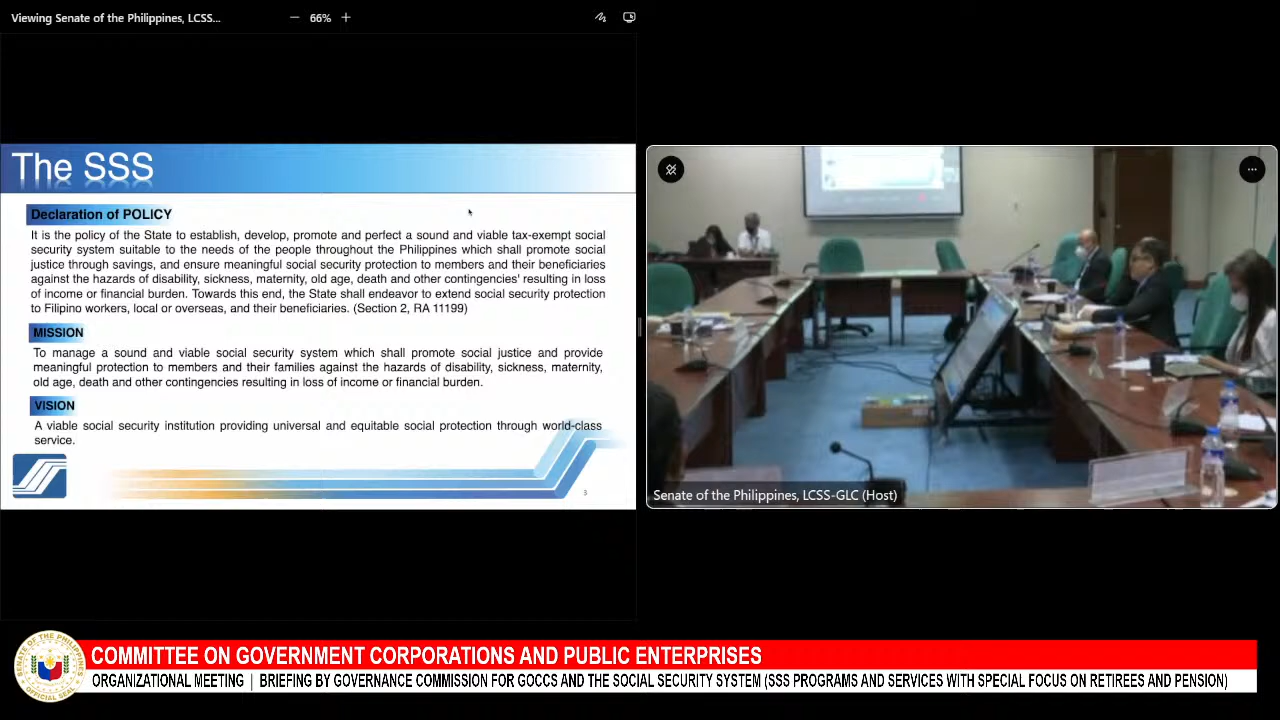 Viewing Senate of the Philippines, LCSS...
66%
The SSS
Declaration of POLICY
It is the policy of the State to establish, develop, promote and perfect a sound and viable tax-exempt social
security system suitable to the needs of the people throughout the Philippines which shall promote social
justice through savings, and ensure meaningful social security protection to members and their beneficiaries
against the hazards of disability, sickness, maternity, old age, death and other contingencies' resulting in loss
of income or financial burden. Towards this end, the State shall endeavor to extend social security protection
to Filipino workers, local or overseas, and their beneficiaries. (Section 2, RA 11199)
MISSION
To manage a sound and viable social security system which shall promote social justice and provide
meaningful protection to members and their families against the hazards of disability, sickness, maternity,
old age, death and other contingencies resulting in loss of income or financial burden.
VISION
A viable social security institution providing universal and equitable social protection through world-class
service.
3
Senate of the Philippines, LCSS-GLC (Host)
SENATE OF THE PHILIPPINES
OFFICIAL SEAL
COMMITTEE ON GOVERNMENT CORPORATIONS AND PUBLIC ENTERPRISES
ORGANIZATIONAL MEETING | BRIEFING BY GOVERNANCE COMMISSION FOR GOCCS AND THE SOCIAL SECURITY SYSTEM (SSS PROGRAMS AND SERVICES WITH SPECIAL FOCUS ON RETIREES AND PENSION)